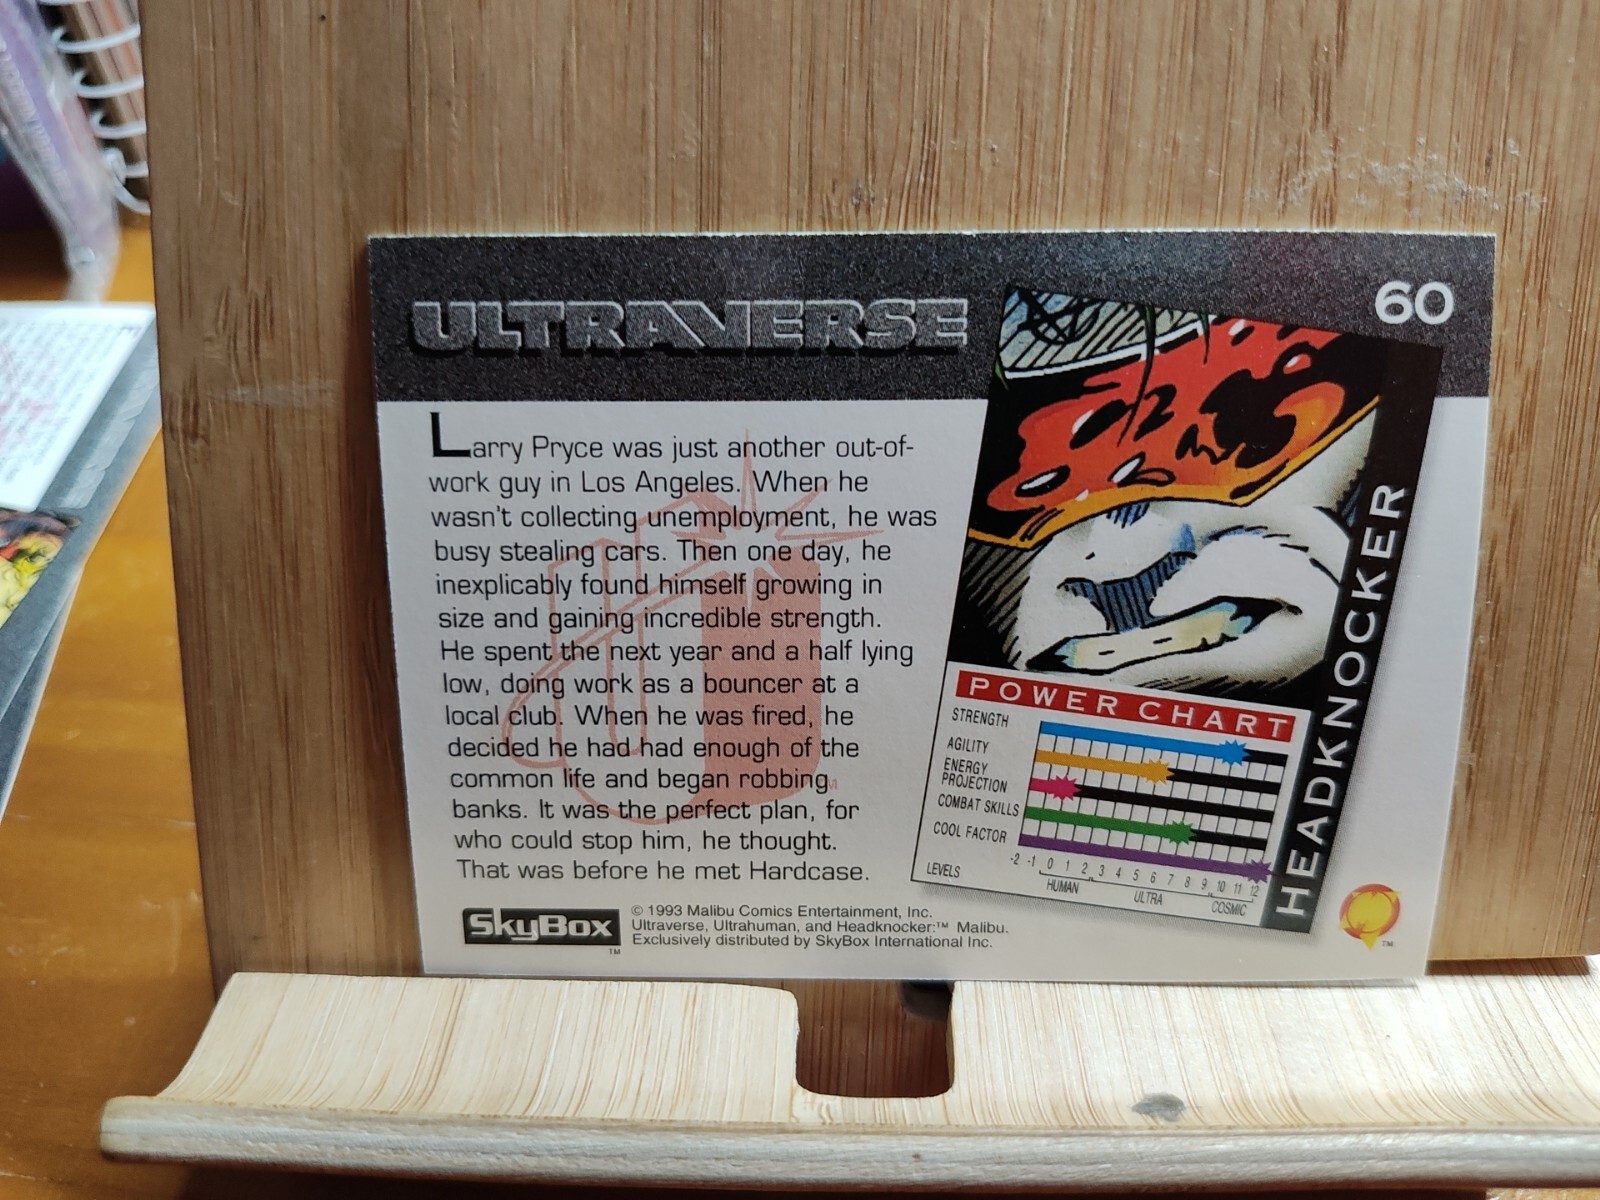 ULTRAVERSE
60
Larry Pryce was just another out-of-
work guy in Los Angeles. When he
wasn't collecting unemployment, he was
busy stealing cars. Then one day, he
inexplicably found himself growing in
size and gaining incredible strength.
He spent the next year and a half lying
low, doing work as a bouncer at a
local club. When he was fired, he
decided he had had enough of the
common life and began robbing
banks. It was the perfect plan, for
who could stop him, he thought.
That was before he met Hardcase.
SkyBox
TM
© 1993 Malibu Comics Entertainment, Inc.
Ultraverse, Ultrahuman, and Headknocker:™ Malibu.
Exclusively distributed by SkyBox International Inc.
HEADKNOCKER
POWER CHART
STRENGTH
AGILITY
ENERGY
PROJECTION
COMBAT SKILLS
COOL FACTOR
LEVELS
-2 -1 0 1 2 3 4 5 6 7 8 9 10 11 12
HUMAN ULTRA COSMIC
TM